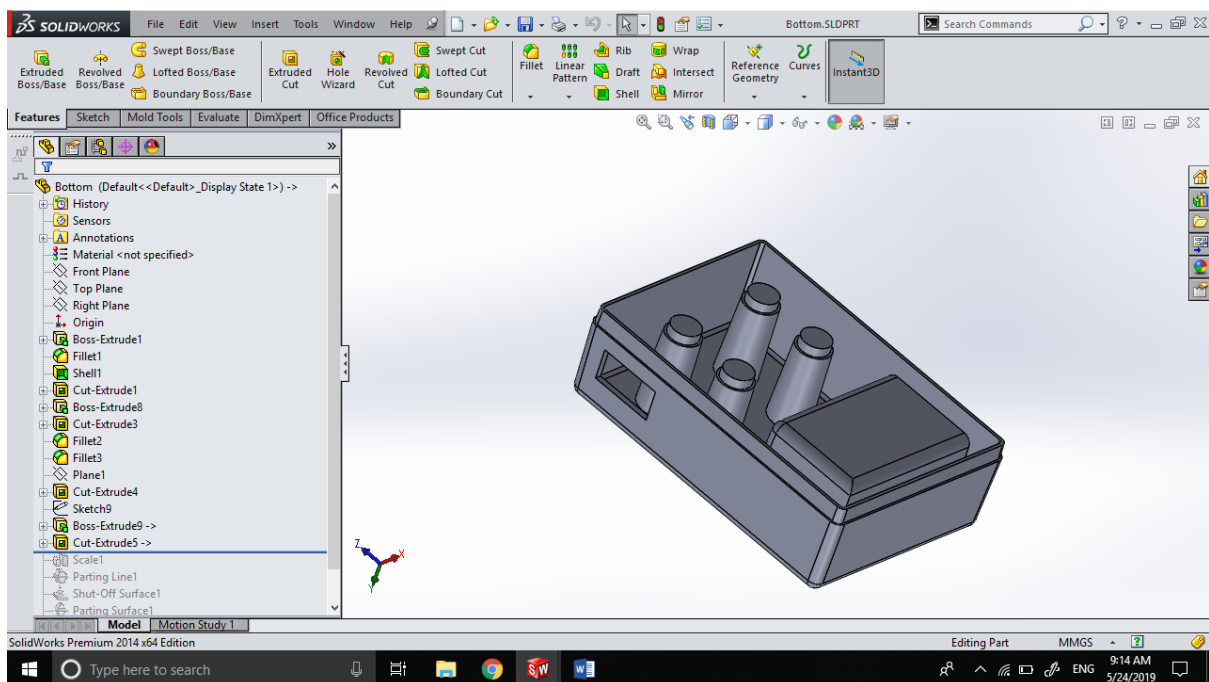 SOLIDWORKS File Edit View Insert Tools Window Help Bottom.SLDPRT Search Commands
Extruded Boss/Base
Revolved Boss/Base
Swept Boss/Base
Lofted Boss/Base
Boundary Boss/Base
Extruded Cut
Hole Wizard
Revolved Cut
Swept Cut
Lofted Cut
Boundary Cut
Fillet
Linear Pattern
Rib
Draft
Shell
Wrap
Intersect
Mirror
Reference Geometry
Curves
Instant3D
Features Sketch Mold Tools Evaluate DimXpert Office Products
Bottom (Default<<Default>_Display State 1>) ->
History
Sensors
Annotations
Material <not specified>
Front Plane
Top Plane
Right Plane
Origin
Boss-Extrude1
Fillet1
Shell1
Cut-Extrude1
Boss-Extrude8
Cut-Extrude3
Fillet2
Fillet3
Plane1
Cut-Extrude4
Sketch9
Boss-Extrude9 ->
Cut-Extrude5 ->
Scale1
Parting Line1
Shut-Off Surface1
Parting Surface1
Z X Y
Model Motion Study 1
SolidWorks Premium 2014 x64 Edition Editing Part MMGS
Type here to search ENG 9:14 AM
5/24/2019